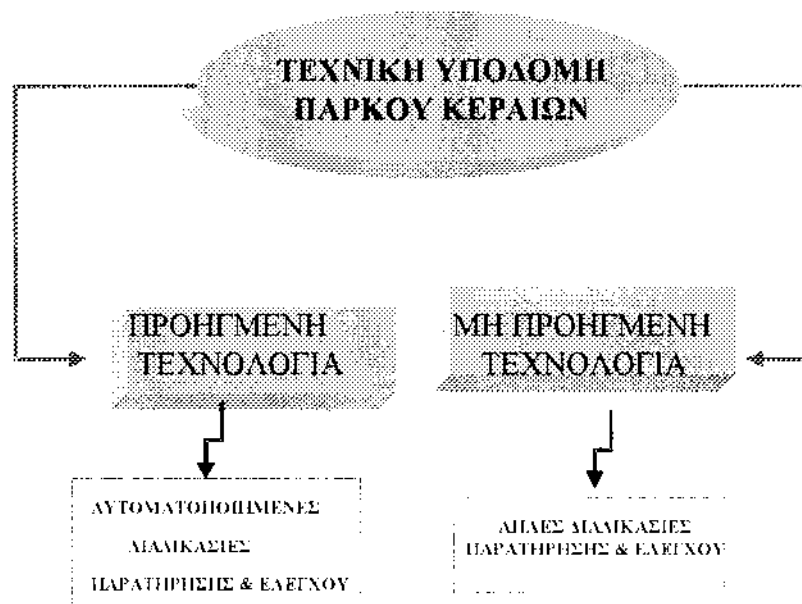 ΤΕΧΝΙΚΗ ΥΠΟΔΟΜΗ
ΠΑΡΚΟΥ ΚΕΡΑΙΩΝ
ΠΡΟΗΓΜΕΝΗ
ΤΕΧΝΟΛΟΓΙΑ
ΜΗ ΠΡΟΗΓΜΕΝΗ
ΤΕΧΝΟΛΟΓΙΑ
ΑΥΤΟΜΑΤΟΠΟΙΗΜΕΝΕΣ
ΔΙΑΔΙΚΑΣΙΕΣ
ΠΑΡΑΤΗΡΗΣΗΣ & ΕΛΕΓΧΟΥ
ΑΠΛΕΣ ΔΙΑΔΙΚΑΣΙΕΣ
ΠΑΡΑΤΗΡΗΣΗΣ & ΕΛΕΓΧΟΥ